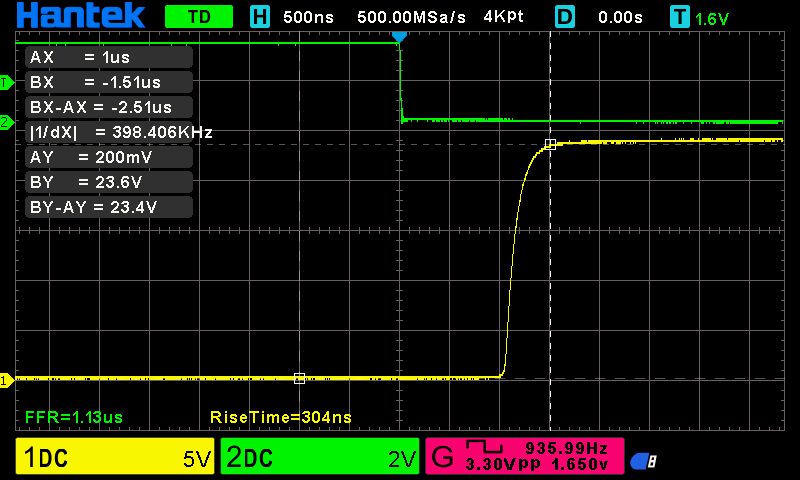 Hantek TD H 500ns 500.00MSa/s 4Kpt D 0.00s T 1.6V
AX = 1us
BX = -1.51us
BX-AX = -2.51us
|1/dX| = 398.406KHz
AY = 200mV
BY = 23.6V
BY-AY = 23.4V
T
2
1
FFR=1.13us RiseTime=304ns
1DC 5V 2DC 2V G 935.99Hz
3.30Vpp 1.650v